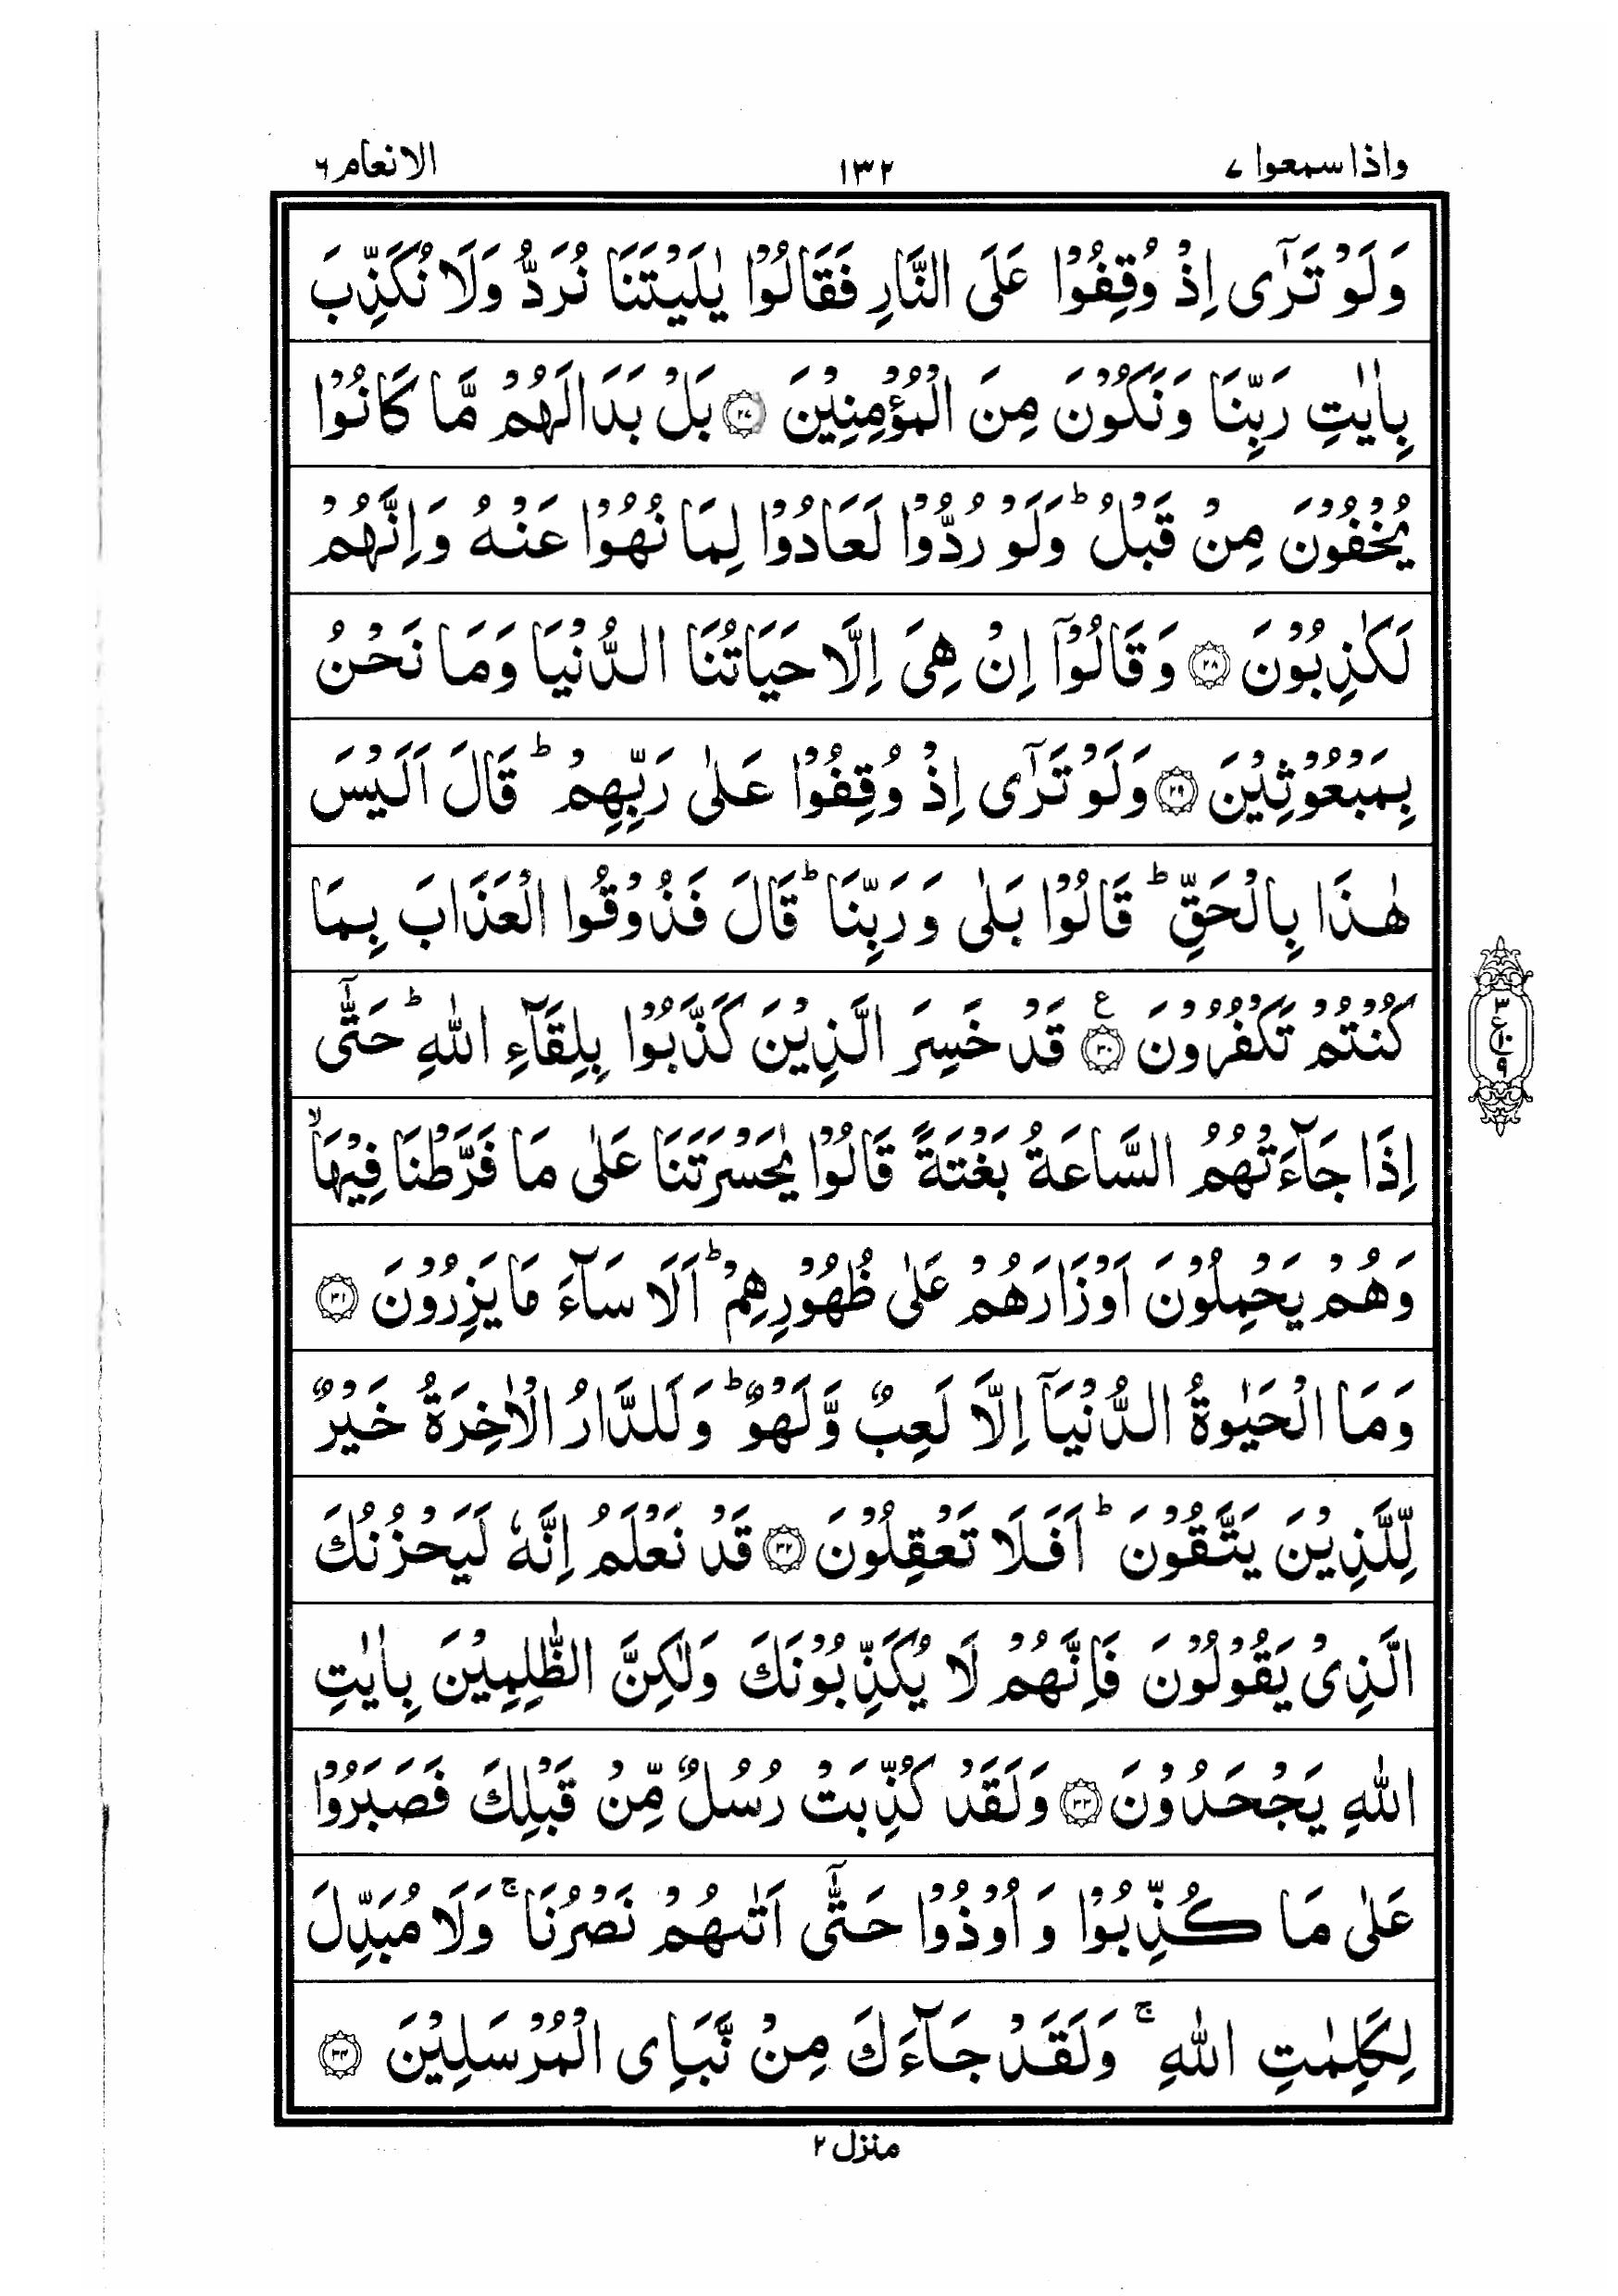 واذا سمعوا ٧
١٣٢
الانعام ٦
وَلَوْ تَرٰٓى اِذْ وُقِفُوْا عَلَى النَّارِ فَقَالُوْا يٰلَيْتَنَا نُرَدُّ وَلَا نُكَذِّبَ
بِاٰيٰتِ رَبِّنَا وَنَكُوْنَ مِنَ الْمُؤْمِنِيْنَ ۝٢٧ بَلْ بَدَا لَهُمْ مَّا كَانُوْا
يُخْفُوْنَ مِنْ قَبْلُ ؕ وَلَوْ رُدُّوْا لَعَادُوْا لِمَا نُهُوْا عَنْهُ وَاِنَّهُمْ
لَكٰذِبُوْنَ ۝٢٨ وَقَالُوْۤا اِنْ هِىَ اِلَّا حَيَاتُنَا الدُّنْيَا وَمَا نَحْنُ
بِمَبْعُوْثِيْنَ ۝٢٩ وَلَوْ تَرٰٓى اِذْ وُقِفُوْا عَلٰى رَبِّهِمْ ؕ قَالَ اَلَيْسَ
هٰذَا بِالْحَقِّ ؕ قَالُوْا بَلٰى وَرَبِّنَا ؕ قَالَ فَذُوْقُوا الْعَذَابَ بِمَا
كُنْتُمْ تَكْفُرُوْنَ ۝٣٠ ع قَدْ خَسِرَ الَّذِيْنَ كَذَّبُوْا بِلِقَآءِ اللّٰهِ ؕ حَتّٰٓى
اِذَا جَآءَتْهُمُ السَّاعَةُ بَغْتَةً قَالُوْا يٰحَسْرَتَنَا عَلٰى مَا فَرَّطْنَا فِيْهَا ۙ
وَهُمْ يَحْمِلُوْنَ اَوْزَارَهُمْ عَلٰى ظُهُوْرِهِمْ ؕ اَلَا سَآءَ مَا يَزِرُوْنَ ۝٣١
وَمَا الْحَيٰوةُ الدُّنْيَاۤ اِلَّا لَعِبٌ وَّلَهْوٌ ؕ وَلَلدَّارُ الْاٰخِرَةُ خَيْرٌ
لِّلَّذِيْنَ يَتَّقُوْنَ ؕ اَفَلَا تَعْقِلُوْنَ ۝٣٢ قَدْ نَعْلَمُ اِنَّهٗ لَيَحْزُنُكَ
الَّذِىْ يَقُوْلُوْنَ فَاِنَّهُمْ لَا يُكَذِّبُوْنَكَ وَلٰكِنَّ الظّٰلِمِيْنَ بِاٰيٰتِ
اللّٰهِ يَجْحَدُوْنَ ۝٣٣ وَلَقَدْ كُذِّبَتْ رُسُلٌ مِّنْ قَبْلِكَ فَصَبَرُوْا
عَلٰى مَا كُذِّبُوْا وَاُوْذُوْا حَتّٰٓى اَتٰىهُمْ نَصْرُنَا ۚ وَلَا مُبَدِّلَ
لِكَلِمٰتِ اللّٰهِ ۚ وَلَقَدْ جَآءَكَ مِنْ نَّبَاِى الْمُرْسَلِيْنَ ۝٣٤
منزل ٢
٣
ع١٠
٩